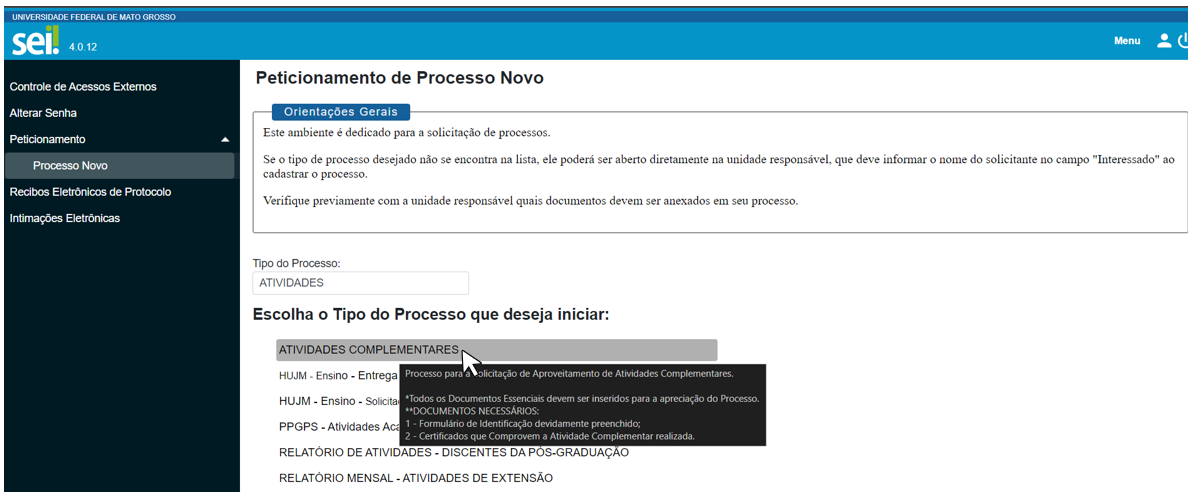 UNIVERSIDADE FEDERAL DE MATO GROSSO
sei!
4.0.12
Menu
Controle de Acessos Externos
Alterar Senha
Peticionamento
Processo Novo
Recibos Eletrônicos de Protocolo
Intimações Eletrônicas
Peticionamento de Processo Novo
Orientações Gerais
Este ambiente é dedicado para a solicitação de processos.
Se o tipo de processo desejado não se encontra na lista, ele poderá ser aberto diretamente na unidade responsável, que deve informar o nome do solicitante no campo "Interessado" ao
cadastrar o processo.
Verifique previamente com a unidade responsável quais documentos devem ser anexados em seu processo.
Tipo do Processo:
ATIVIDADES
Escolha o Tipo do Processo que deseja iniciar:
ATIVIDADES COMPLEMENTARES
Processo para a Solicitação de Aproveitamento de Atividades Complementares.
*Todos os Documentos Essenciais devem ser inseridos para a apreciação do Processo.
**DOCUMENTOS NECESSÁRIOS:
1 - Formulário de Identificação devidamente preenchido;
2 - Certificados que Comprovem a Atividade Complementar realizada.
HUJM - Ensino - Entrega
HUJM - Ensino - Solicita
PPGPS - Atividades Aca
RELATÓRIO DE ATIVIDADES - DISCENTES DA PÓS-GRADUAÇÃO
RELATÓRIO MENSAL - ATIVIDADES DE EXTENSÃO